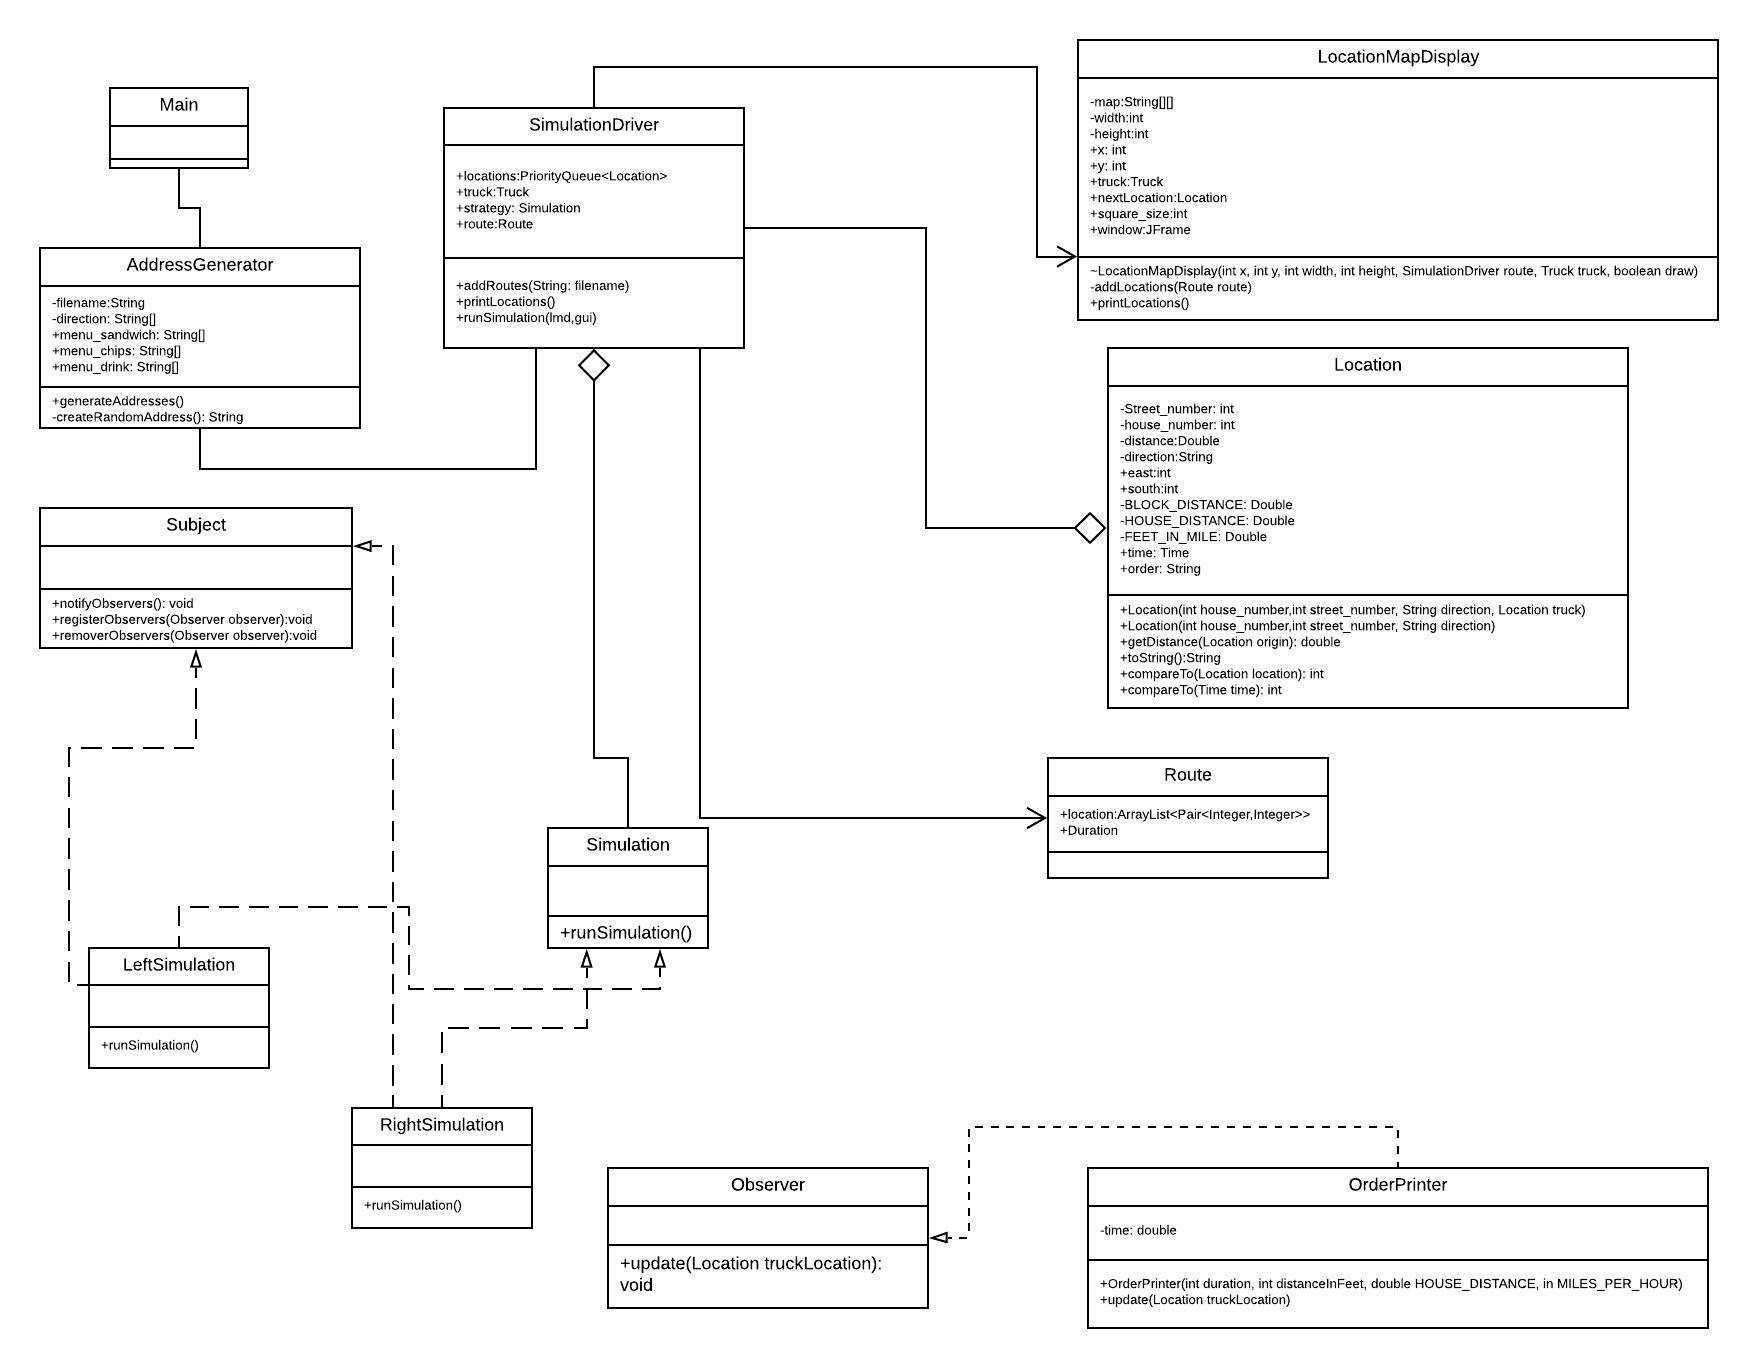 Main
AddressGenerator
-filename:String
-direction: String[]
+menu_sandwich: String[]
+menu_chips: String[]
+menu_drink: String[]
+generateAddresses()
-createRandomAddress(): String
SimulationDriver
+locations:PriorityQueue<Location>
+truck:Truck
+strategy: Simulation
+route:Route
+addRoutes(String: filename)
+printLocations()
+runSimulation(lmd,gui)
LocationMapDisplay
-map:String[][]
-width:int
-height:int
+x: int
+y: int
+truck:Truck
+nextLocation:Location
+square_size:int
+window:JFrame
~LocationMapDisplay(int x, int y, int width, int height, SimulationDriver route, Truck truck, boolean draw)
-addLocations(Route route)
+printLocations()
Location
-Street_number: int
-house_number: int
-distance:Double
-direction:String
+east:int
+south:int
-BLOCK_DISTANCE: Double
-HOUSE_DISTANCE: Double
-FEET_IN_MILE: Double
+time: Time
+order: String
+Location(int house_number,int street_number, String direction, Location truck)
+Location(int house_number,int street_number, String direction)
+getDistance(Location origin): double
+toString():String
+compareTo(Location location): int
+compareTo(Time time): int
Subject
+notifyObservers(): void
+registerObservers(Observer observer):void
+removerObservers(Observer observer):void
Route
+location:ArrayList<Pair<Integer,Integer>>
+Duration
Simulation
+runSimulation()
LeftSimulation
+runSimulation()
RightSimulation
+runSimulation()
Observer
+update(Location truckLocation):
void
OrderPrinter
-time: double
+OrderPrinter(int duration, int distanceInFeet, double HOUSE_DISTANCE, in MILES_PER_HOUR)
+update(Location truckLocation)